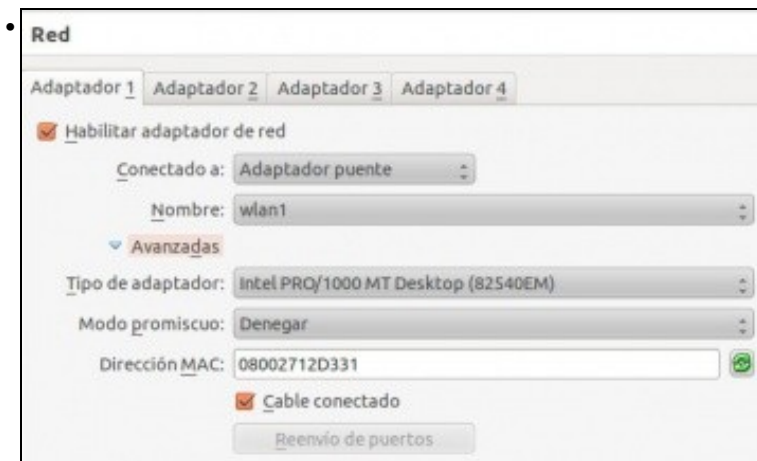 Red
Adaptador 1 Adaptador 2 Adaptador 3 Adaptador 4
Habilitar adaptador de red
Conectado a: Adaptador puente
Nombre: wlan1
Avanzadas
Tipo de adaptador: Intel PRO/1000 MT Desktop (82540EM)
Modo promiscuo: Denegar
Dirección MAC: 08002712D331
Cable conectado
Reenvío de puertos